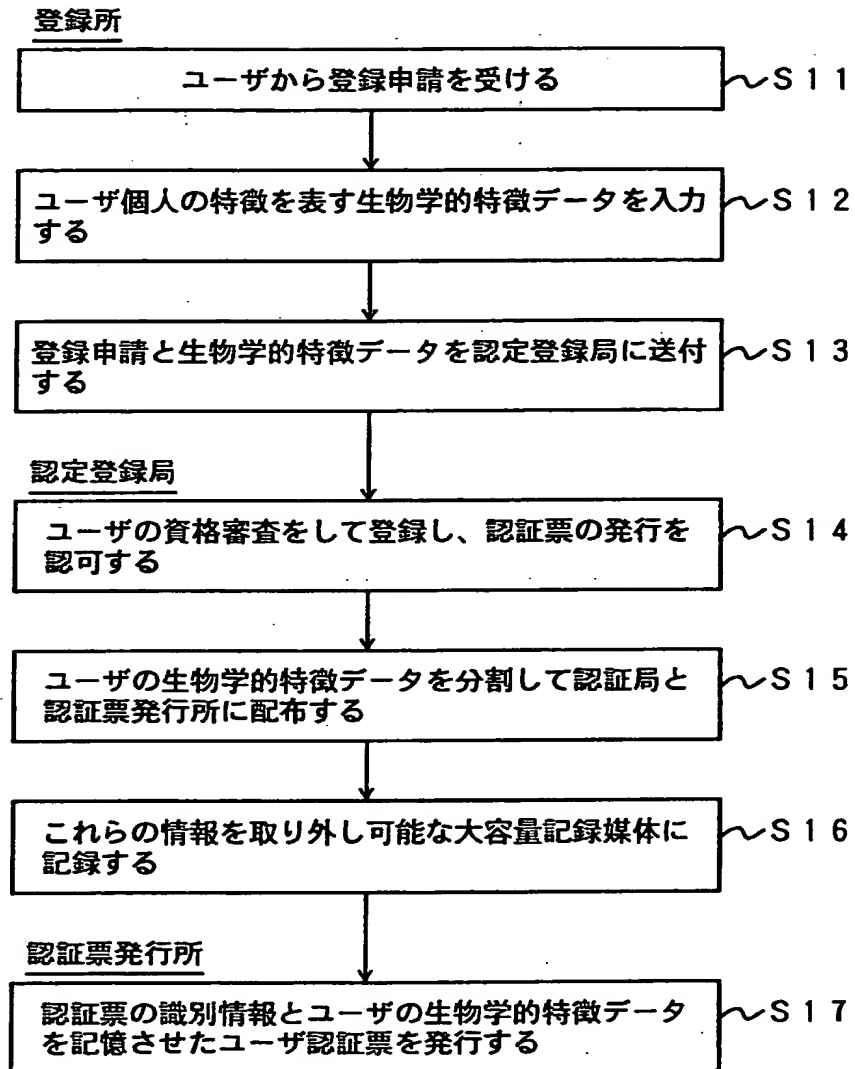 登録所
ユーザから登録申請を受ける
S11
ユーザ個人の特徴を表す生物学的特徴データを入力
する
S12
登録申請と生物学的特徴データを認定登録局に送付
する
S13
認定登録局
ユーザの資格審査をして登録し、認証票の発行を
認可する
S14
ユーザの生物学的特徴データを分割して認証局と
認証票発行所に配布する
S15
これらの情報を取り外し可能な大容量記録媒体に
記録する
S16
認証票発行所
認証票の識別情報とユーザの生物学的特徴データ
を記憶させたユーザ認証票を発行する
S17